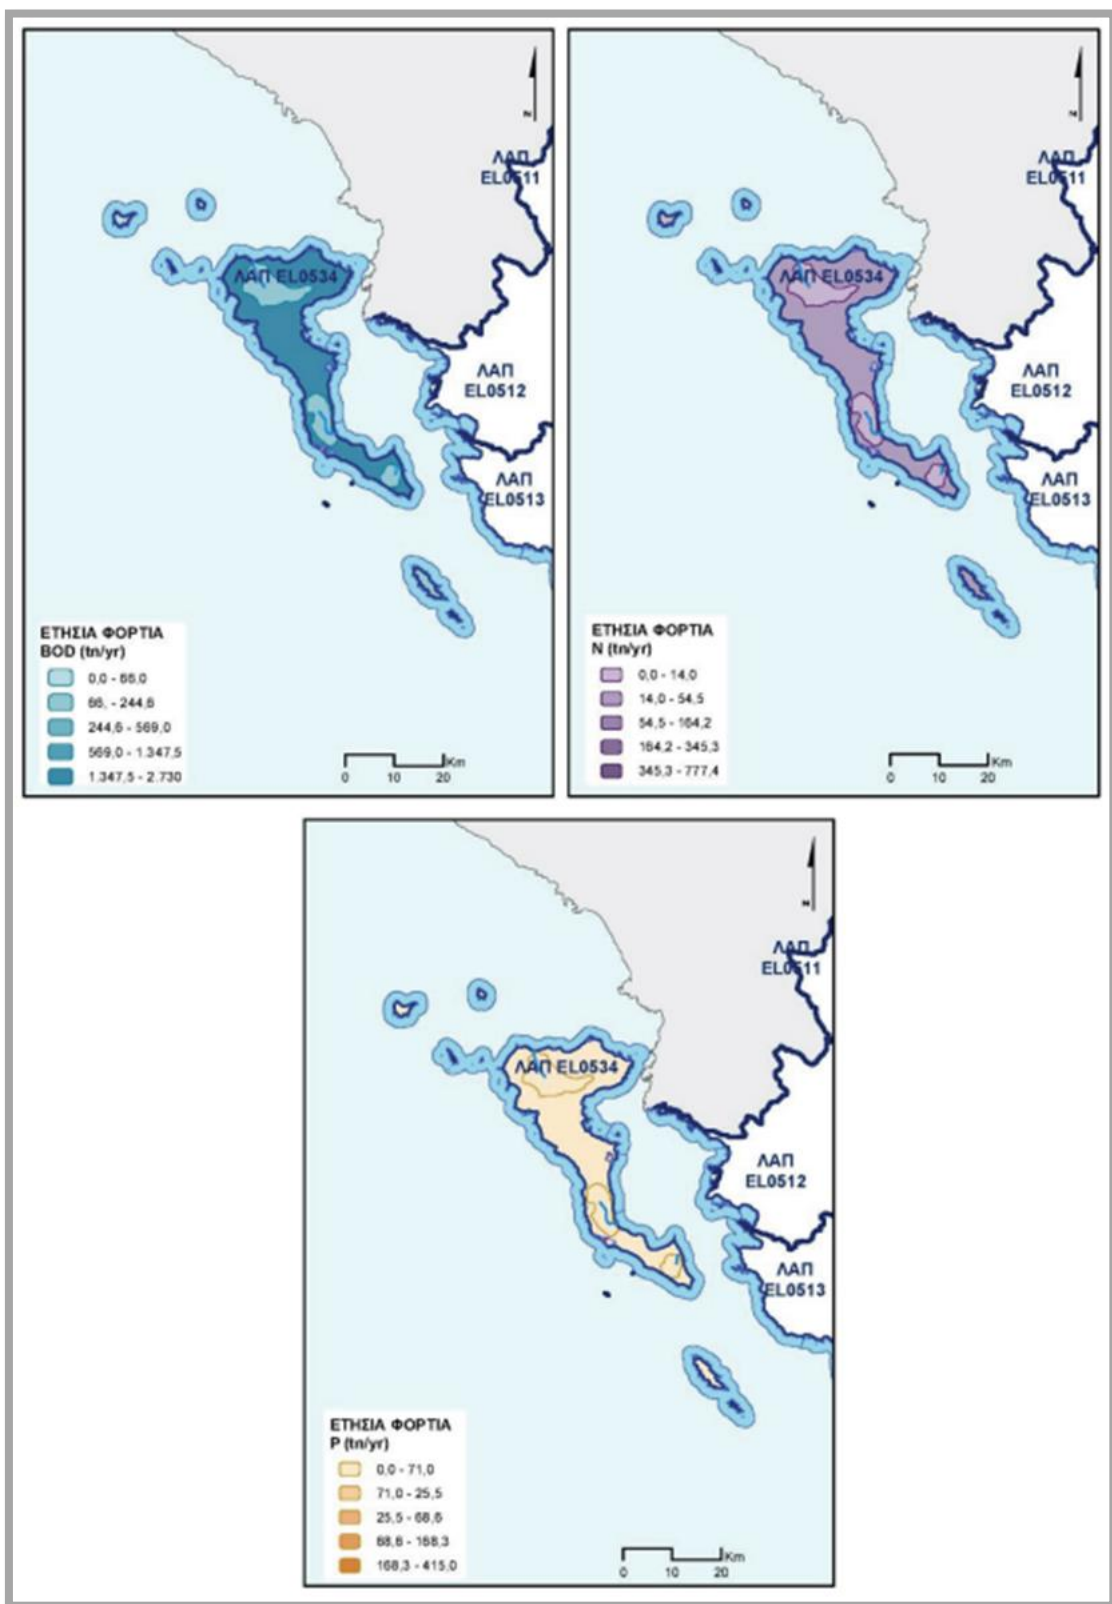 N
ΛΑΠ
EL0511
ΛΑΠ EL0534
ΛΑΠ
EL0512
ΛΑΠ
EL0513
ΕΤΗΣΙΑ ΦΟΡΤΙΑ
BOD (tn/yr)
0,0 - 66,0
66, - 244,6
244,6 - 569,0
569,0 - 1.347,5
1.347,5 - 2.730
Km
0 10 20
N
ΛΑΠ
EL0511
ΛΑΠ EL0534
ΛΑΠ
EL0512
ΛΑΠ
EL0513
ΕΤΗΣΙΑ ΦΟΡΤΙΑ
N (tn/yr)
0,0 - 14,0
14,0 - 54,5
54,5 - 164,2
164,2 - 345,3
345,3 - 777,4
Km
0 10 20
N
ΛΑΠ
EL0511
ΛΑΠ EL0534
ΛΑΠ
EL0512
ΛΑΠ
EL0513
ΕΤΗΣΙΑ ΦΟΡΤΙΑ
P (tn/yr)
0,0 - 71,0
71,0 - 25,5
25,5 - 68,6
68,6 - 168,3
168,3 - 415,0
Km
0 10 20